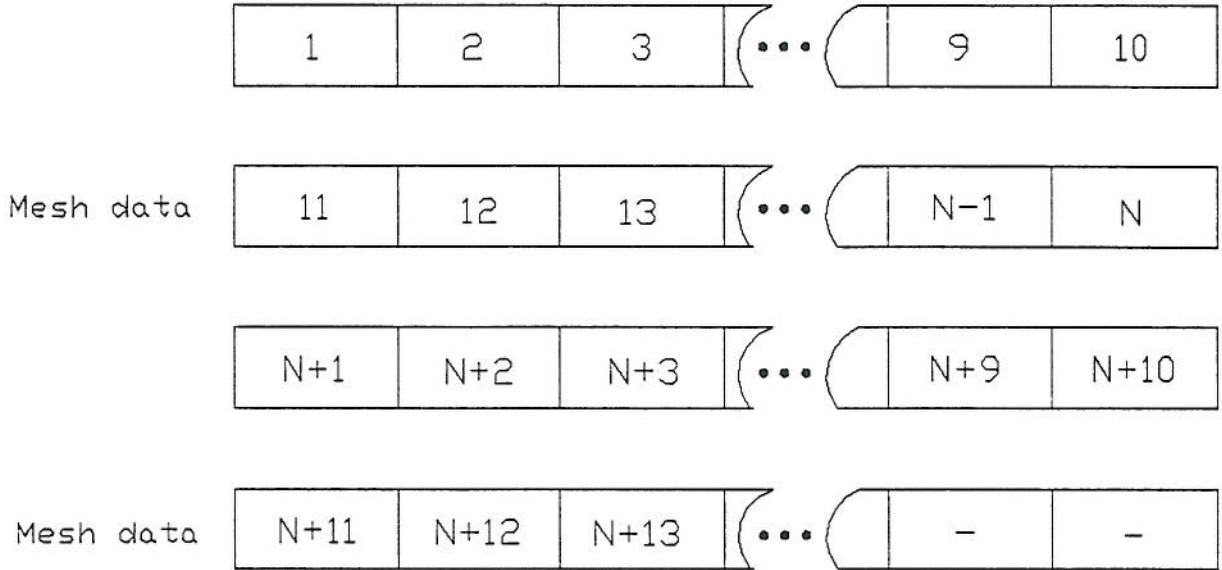 1 2 3 ••• 9 10
Mesh data 11 12 13 ••• N-1 N
N+1 N+2 N+3 ••• N+9 N+10
Mesh data N+11 N+12 N+13 ••• - -